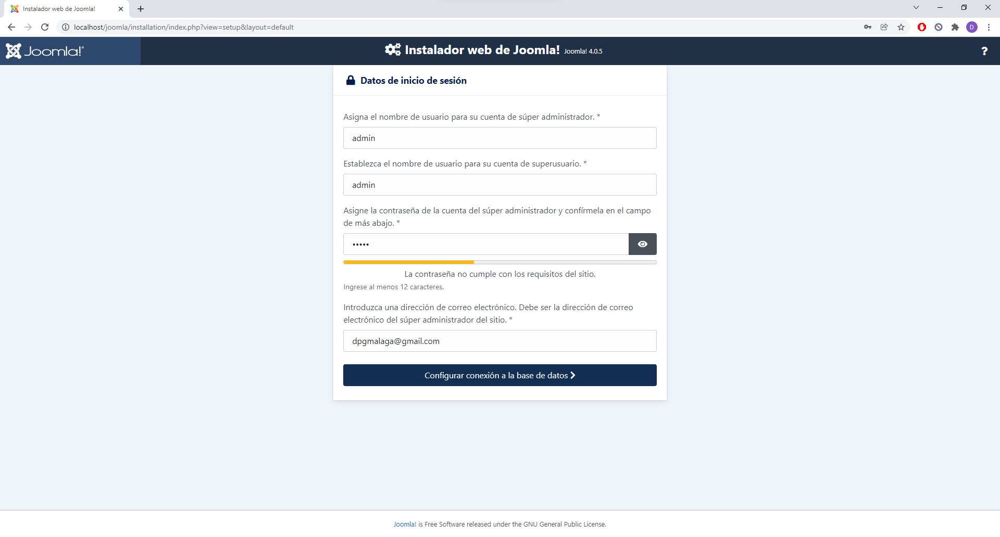 Instalador web de Joomla!
localhost/joomla/installation/index.php?view=setup&layout=default
D
Joomla!®
Instalador web de Joomla! Joomla! 4.0.5
?
Datos de inicio de sesión
Asigna el nombre de usuario para su cuenta de súper administrador. *
admin
Establezca el nombre de usuario para su cuenta de superusuario. *
admin
Asigne la contraseña de la cuenta del súper administrador y confírmela en el campo
de más abajo. *
•••••
La contraseña no cumple con los requisitos del sitio.
Ingrese al menos 12 caracteres.
Introduzca una dirección de correo electrónico. Debe ser la dirección de correo
electrónico del súper administrador del sitio. *
dpgmalaga@gmail.com
Configurar conexión a la base de datos
Joomla! is Free Software released under the GNU General Public License.